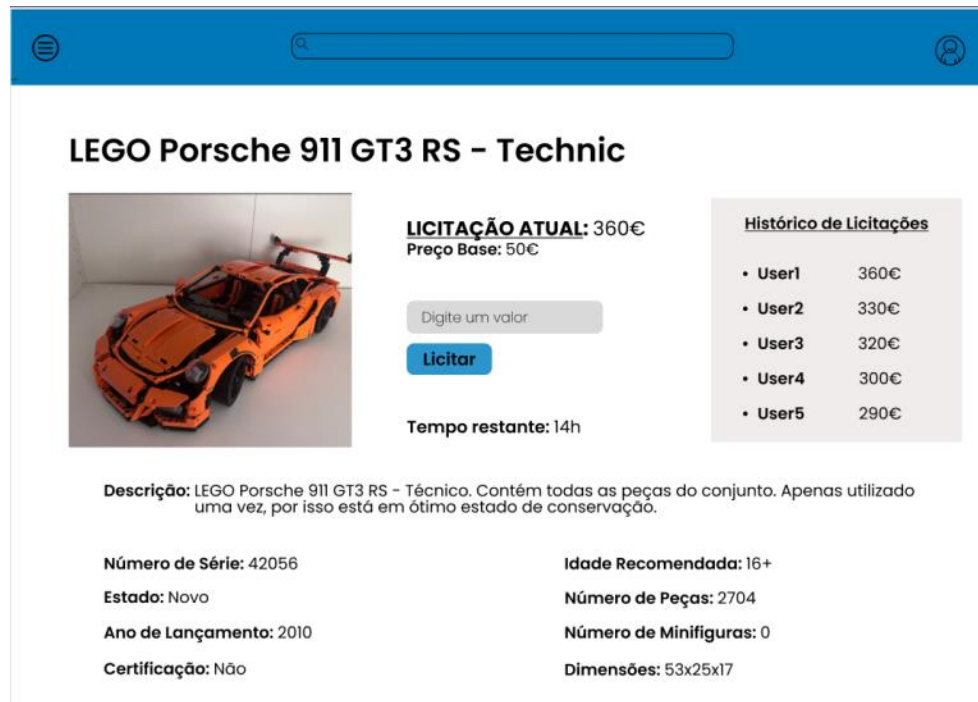 LEGO Porsche 911 GT3 RS - Technic
LICITAÇÃO ATUAL: 360€
Preço Base: 50€
Digite um valor
Licitar
Tempo restante: 14h
Histórico de Licitações
• User1 360€
• User2 330€
• User3 320€
• User4 300€
• User5 290€
Descrição: LEGO Porsche 911 GT3 RS - Técnico. Contém todas as peças do conjunto. Apenas utilizado
uma vez, por isso está em ótimo estado de conservação.
Número de Série: 42056
Estado: Novo
Ano de Lançamento: 2010
Certificação: Não
Idade Recomendada: 16+
Número de Peças: 2704
Número de Minifiguras: 0
Dimensões: 53x25x17